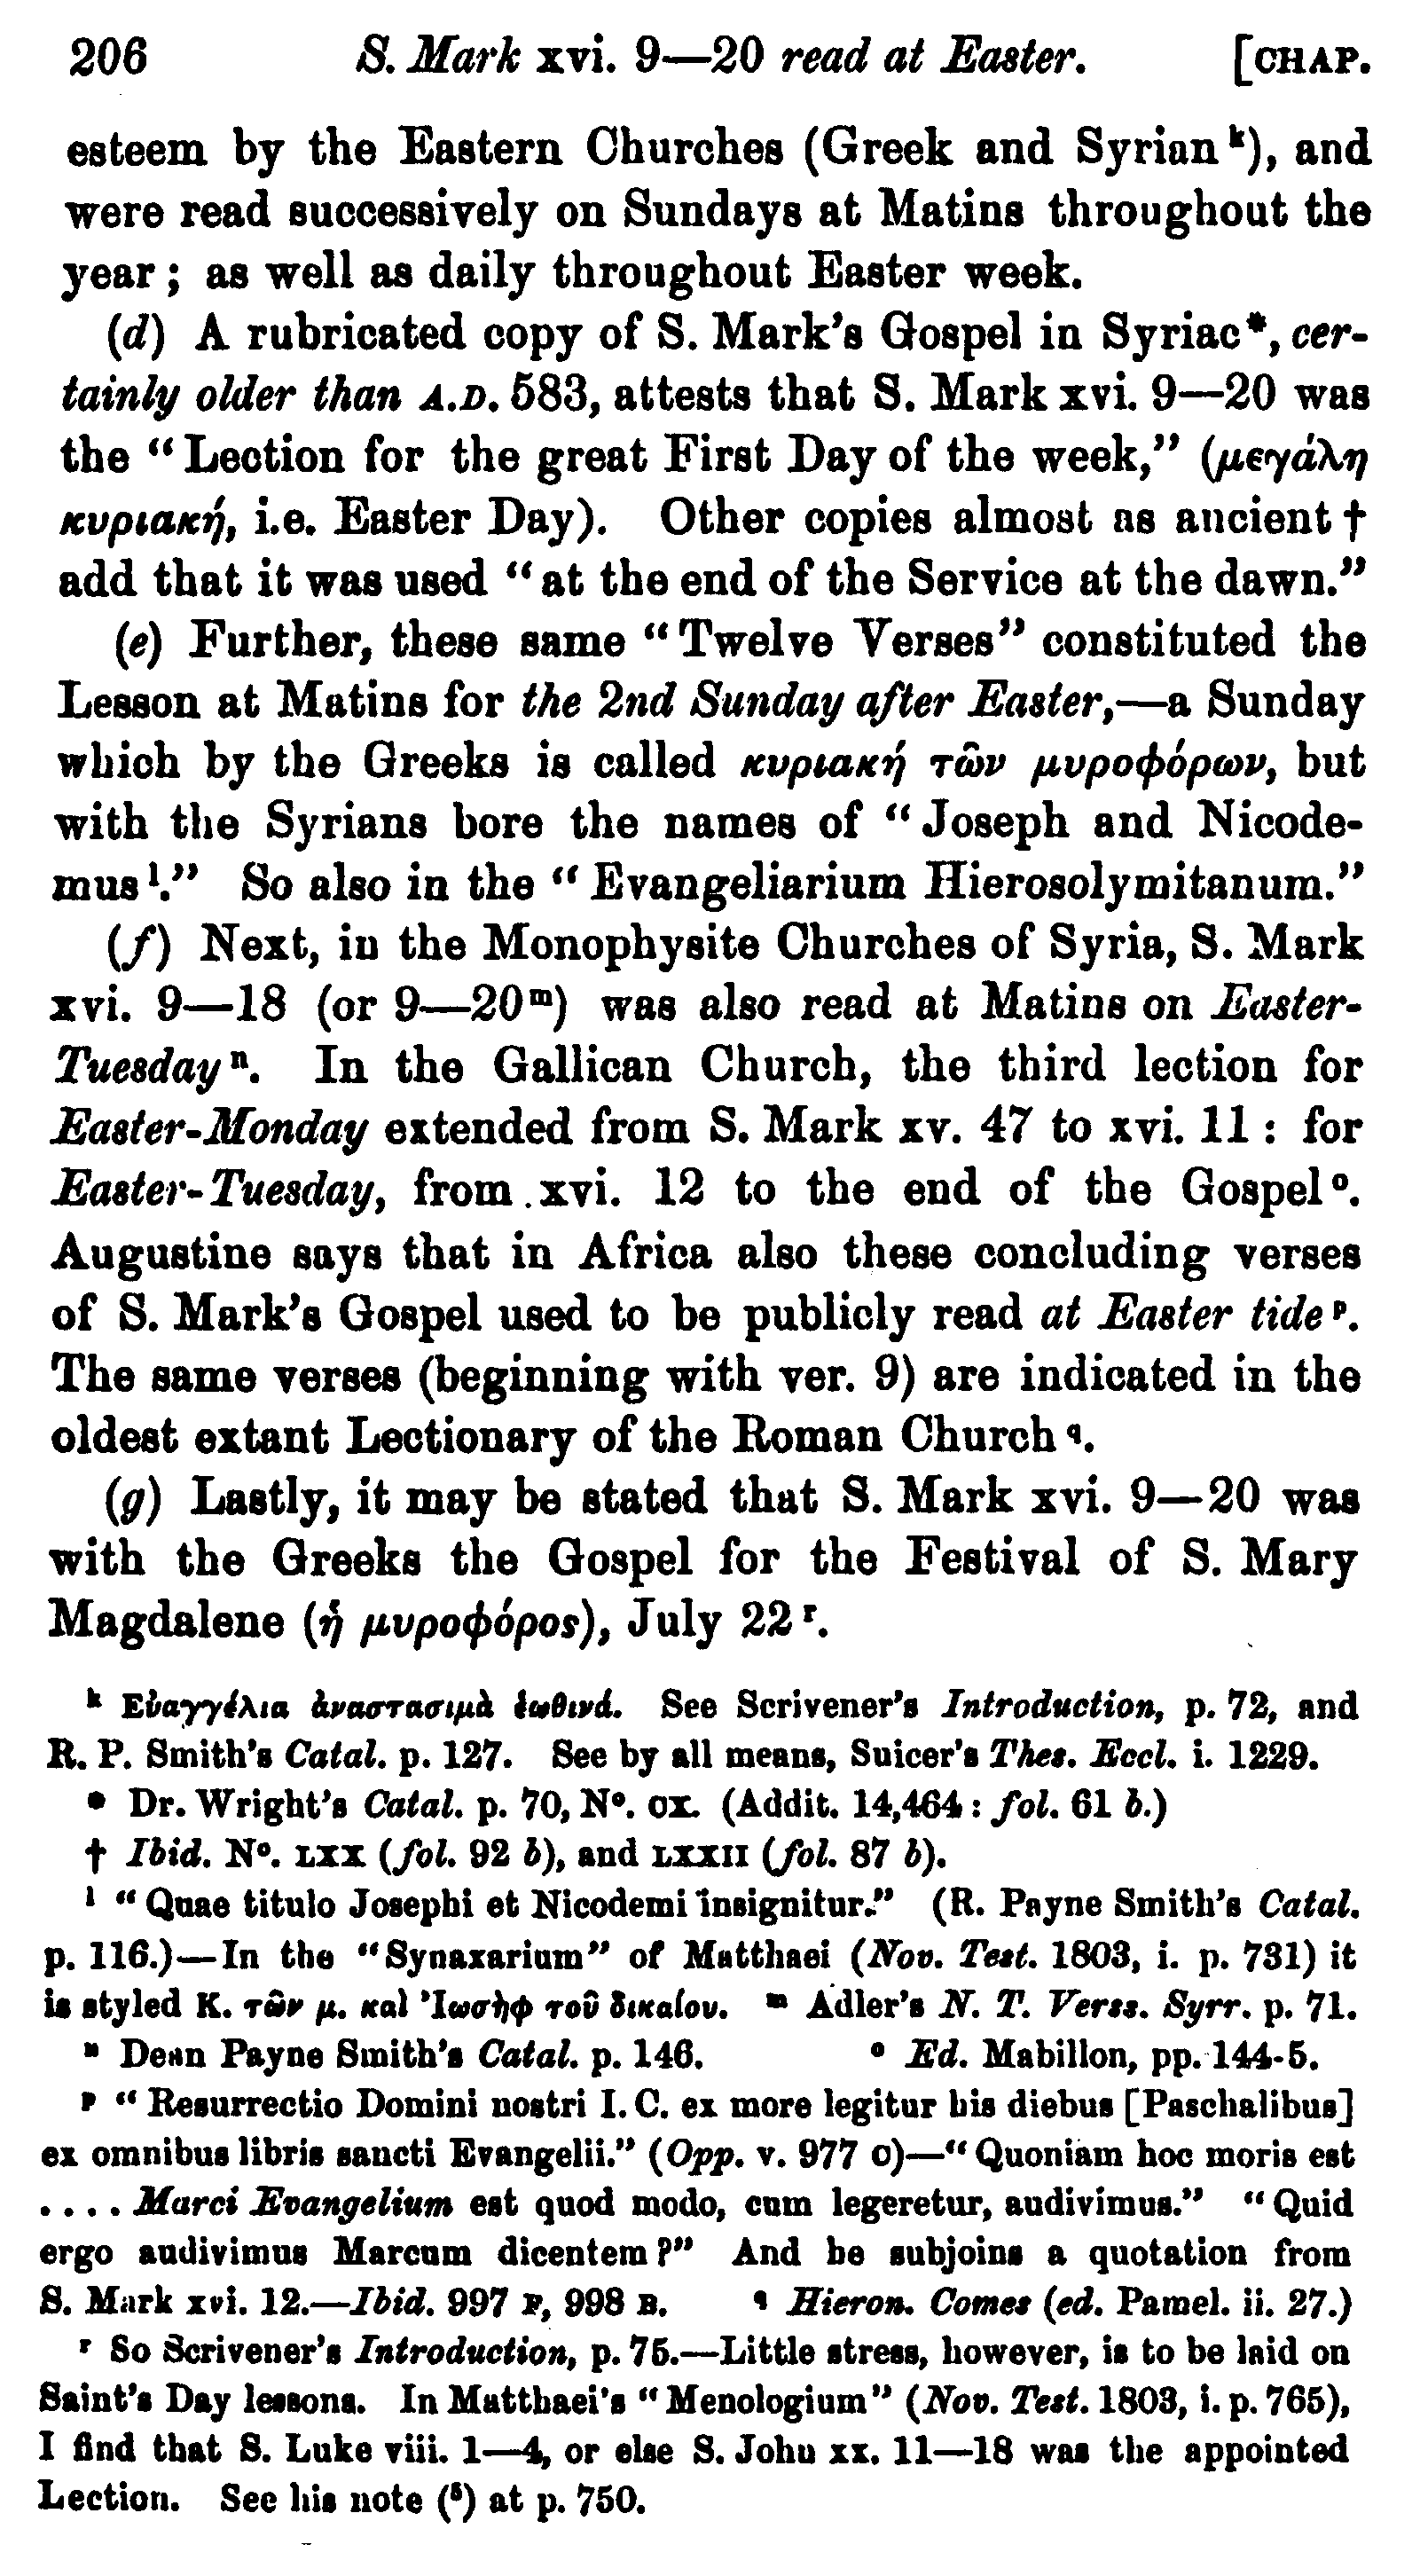 206 S. Mark xvi. 9—20 read at Easter. [CHAP.
esteem by the Eastern Churches (Greek and Syrian k), and
were read successively on Sundays at Matins throughout the
year; as well as daily throughout Easter week.
(d) A rubricated copy of S. Mark's Gospel in Syriac*, cer-
tainly older than A.D. 583, attests that S. Mark xvi. 9—20 was
the “Lection for the great First Day of the week,” (μεγάλη
κυριακή, i.e. Easter Day). Other copies almost as ancient †
add that it was used “at the end of the Service at the dawn.”
(e) Further, these same “Twelve Verses” constituted the
Lesson at Matins for the 2nd Sunday after Easter,—a Sunday
which by the Greeks is called κυριακή τῶν μυροφόρων, but
with the Syrians bore the names of “Joseph and Nicode-
mus l.” So also in the “Evangeliarium Hierosolymitanum.”
(f) Next, in the Monophysite Churches of Syria, S. Mark
xvi. 9—18 (or 9—20 m) was also read at Matins on Easter-
Tuesday n. In the Gallican Church, the third lection for
Easter-Monday extended from S. Mark xv. 47 to xvi. 11: for
Easter-Tuesday, from xvi. 12 to the end of the Gospel o.
Augustine says that in Africa also these concluding verses
of S. Mark's Gospel used to be publicly read at Easter tide p.
The same verses (beginning with ver. 9) are indicated in the
oldest extant Lectionary of the Roman Church q.
(g) Lastly, it may be stated that S. Mark xvi. 9—20 was
with the Greeks the Gospel for the Festival of S. Mary
Magdalene (ἡ μυροφόρος), July 22 r.
k Εὐαγγέλια ἀναστασιμὰ ἑωθινά. See Scrivener's Introduction, p. 72, and
R. P. Smith's Catal. p. 127. See by all means, Suicer's Thes. Eccl. i. 1229.
* Dr. Wright's Catal. p. 70, No. CX. (Addit. 14,464: fol. 61 b.)
† Ibid. No. LXX (fol. 92 b), and LXXII (fol. 87 b).
l “Quae titulo Josephi et Nicodemi insignitur.” (R. Payne Smith's Catal.
p. 116.)—In the “Synaxarium” of Matthaei (Nov. Test. 1803, i. p. 731) it
is styled Κ. τῶν μ. καὶ Ἰωσὴφ τοῦ δικαίου. m Adler's N. T. Verss. Syrr. p. 71.
n Dean Payne Smith's Catal. p. 146. o Ed. Mabillon, pp. 144-5.
p “Resurrectio Domini nostri I. C. ex more legitur his diebus [Paschalibus]
ex omnibus libris sancti Evangelii.” (Opp. v. 977 C)—“Quoniam hoc moris est
.... Marci Evangelium est quod modo, cum legeretur, audivimus.” “Quid
ergo audivimus Marcum dicentem?” And he subjoins a quotation from
S. Mark xvi. 12.—Ibid. 997 F, 998 B. q Hieron. Comes (ed. Pamel. ii. 27.)
r So Scrivener's Introduction, p. 75.—Little stress, however, is to be laid on
Saint's Day lessons. In Matthaei's “Menologium” (Nov. Test. 1803, i. p. 765),
I find that S. Luke viii. 1—4, or else S. John xx. 11—18 was the appointed
Lection. See his note (5) at p. 750.